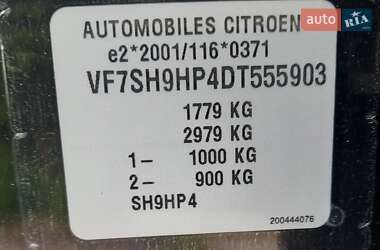 AUTOMOBILES CITROEN
e2*2001/116*0371
VF7SH9HP4DT555903
1779 KG
2979 KG
1– 1000 KG
2– 900 KG
SH9HP4
200444076
auto RIA